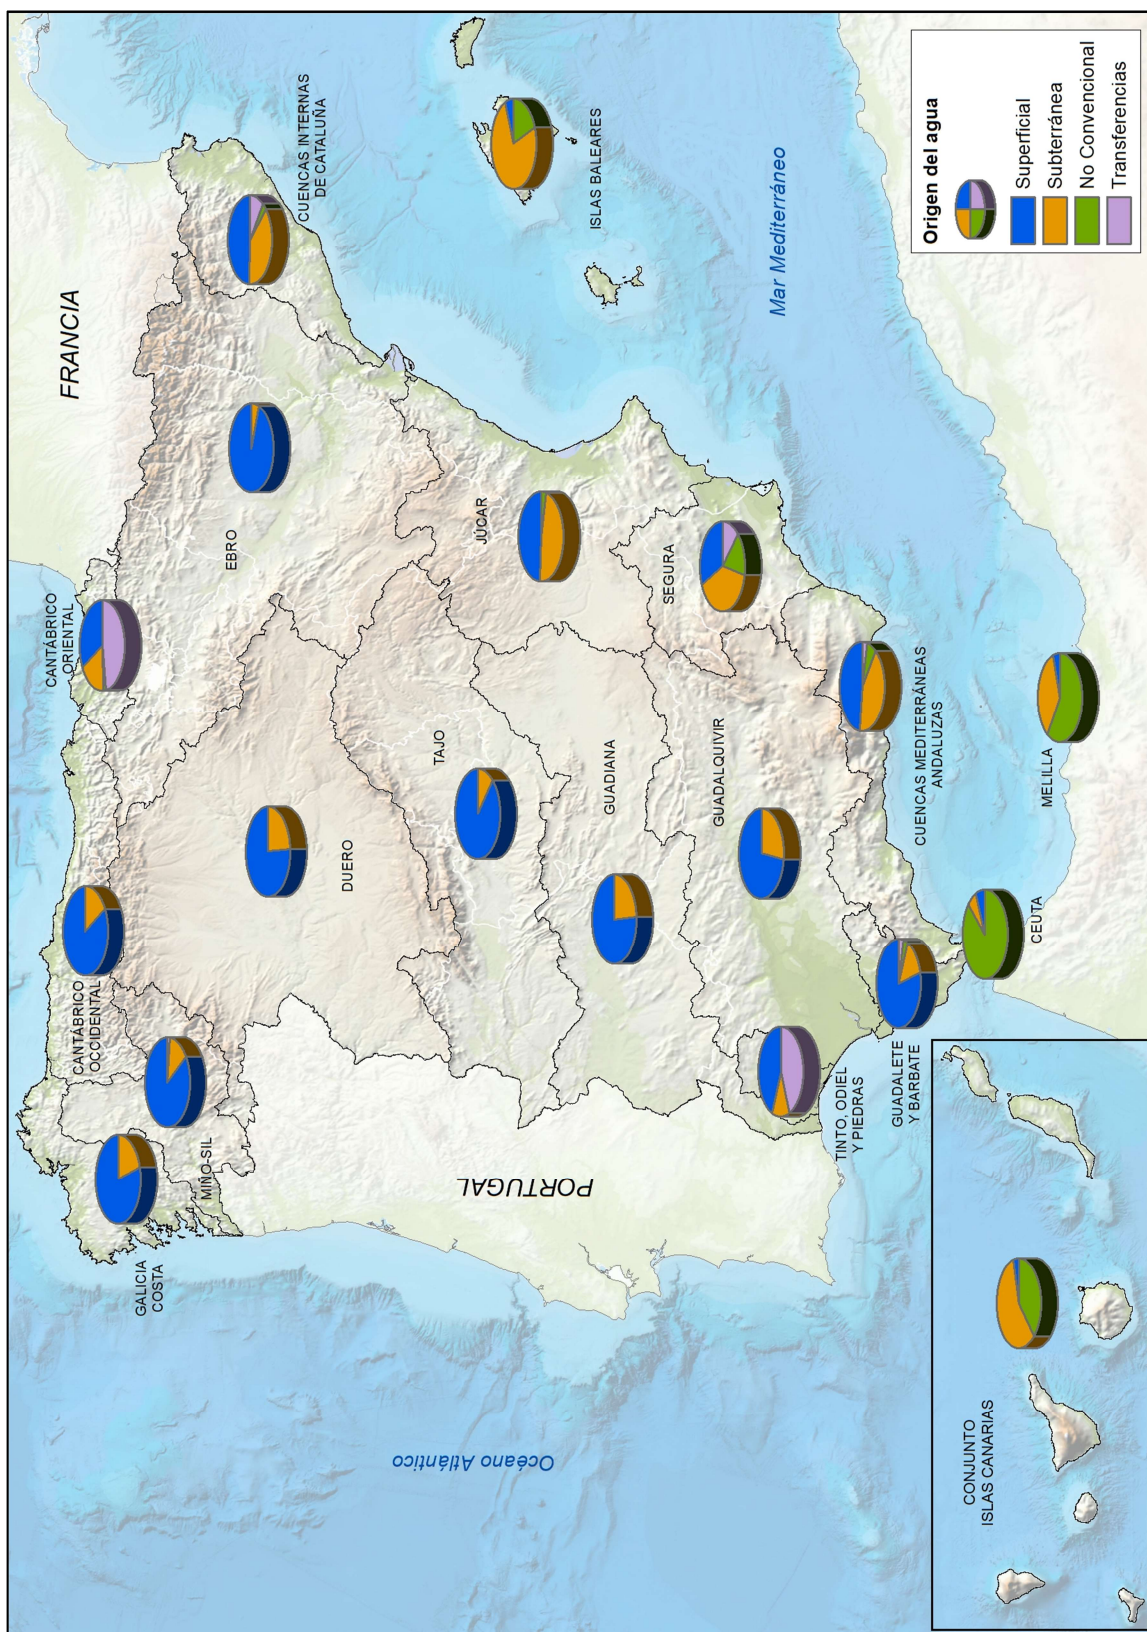 FRANCIA
CANTÁBRICO
OCCIDENTAL
CANTÁBRICO
ORIENTAL
GALICIA
COSTA
MIÑO-SIL
DUERO
EBRO
CUENCAS INTERNAS
DE CATALUÑA
TAJO
JÚCAR
ISLAS BALEARES
PORTUGAL
GUADIANA
SEGURA
GUADALQUIVIR
Océano Atlántico
Mar Mediterráneo
TINTO, ODIEL
Y PIEDRAS
GUADALETE
Y BARBATE
CUENCAS MEDITERRÁNEAS
ANDALUZAS
CEUTA
MELILLA
CONJUNTO
ISLAS CANARIAS
Origen del agua
Superficial
Subterránea
No Convencional
Transferencias